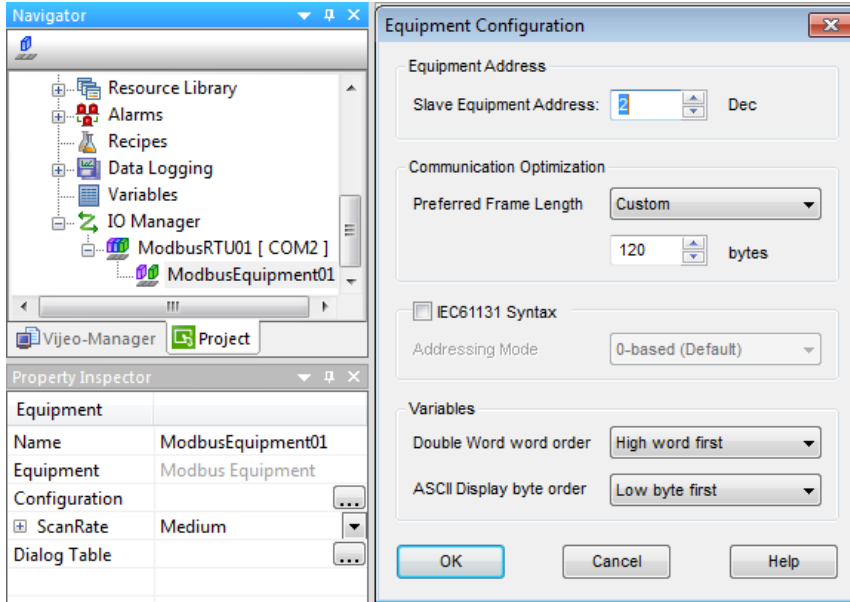 Navigator
Resource Library
Alarms
Recipes
Data Logging
Variables
IO Manager
ModbusRTU01 [ COM2 ]
ModbusEquipment01
Vijeo-Manager Project
Property Inspector
Equipment
Name ModbusEquipment01
Equipment Modbus Equipment
Configuration ...
ScanRate Medium
Dialog Table ...
Equipment Configuration
Equipment Address
Slave Equipment Address: 2 Dec
Communication Optimization
Preferred Frame Length Custom
120 bytes
IEC61131 Syntax
Addressing Mode 0-based (Default)
Variables
Double Word word order High word first
ASCII Display byte order Low byte first
OK Cancel Help